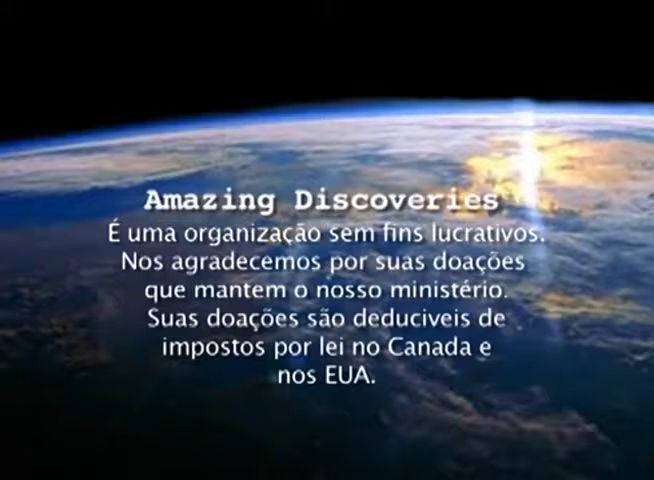 Amazing Discoveries
É uma organização sem fins lucrativos.
Nos agradecemos por suas doações
que mantem o nosso ministério.
Suas doações são deduciveis de
impostos por lei no Canada e
nos EUA.